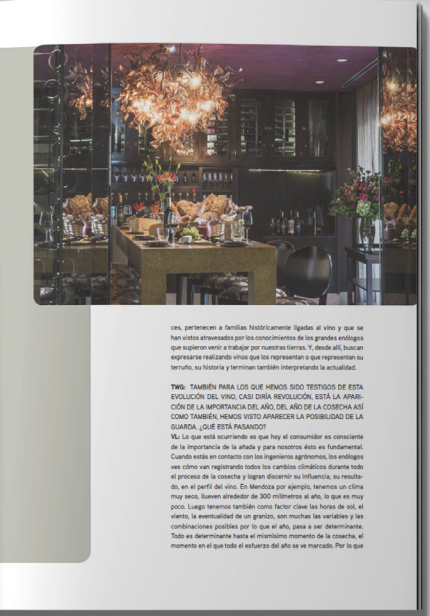 ces, pertenecen a familias históricamente ligadas al vino y que se
han vistos atravesados por los conocimientos de los grandes enólogos
que supieron venir a trabajar por nuestras tierras. Y, desde allí, buscan
expresarse realizando vinos que los representan o que representan su
terruño, su historia y terminan también interpretando la actualidad.
TWG: TAMBIÉN PARA LOS QUE HEMOS SIDO TESTIGOS DE ESTA
EVOLUCIÓN DEL VINO, CASI DIRÍA REVOLUCIÓN, ESTÁ LA APARI-
CIÓN DE LA IMPORTANCIA DEL AÑO, DEL AÑO DE LA COSECHA ASÍ
COMO TAMBIÉN, HEMOS VISTO APARECER LA POSIBILIDAD DE LA
GUARDA. ¿QUÉ ESTÁ PASANDO?
VL: Lo que está ocurriendo es que hoy el consumidor es consciente
de la importancia de la añada y para nosotros ésto es fundamental.
Cuando estás en contacto con los ingenieros agrónomos, los enólogos
ves cómo van registrando todos los cambios climáticos durante todo
el proceso de la cosecha y logran discernir su influencia, su resulta-
do, en el perfil del vino. En Mendoza por ejemplo, tenemos un clima
muy seco, llueven alrededor de 300 milímetros al año, lo que es muy
poco. Luego tenemos también como factor clave las horas de sol, el
viento, la eventualidad de un granizo, son muchas las variables y las
combinaciones posibles por lo que el año, pasa a ser determinante.
Todo es determinante hasta el mismísimo momento de la cosecha, el
momento en el que todo el esfuerzo del año se ve marcado. Por lo que